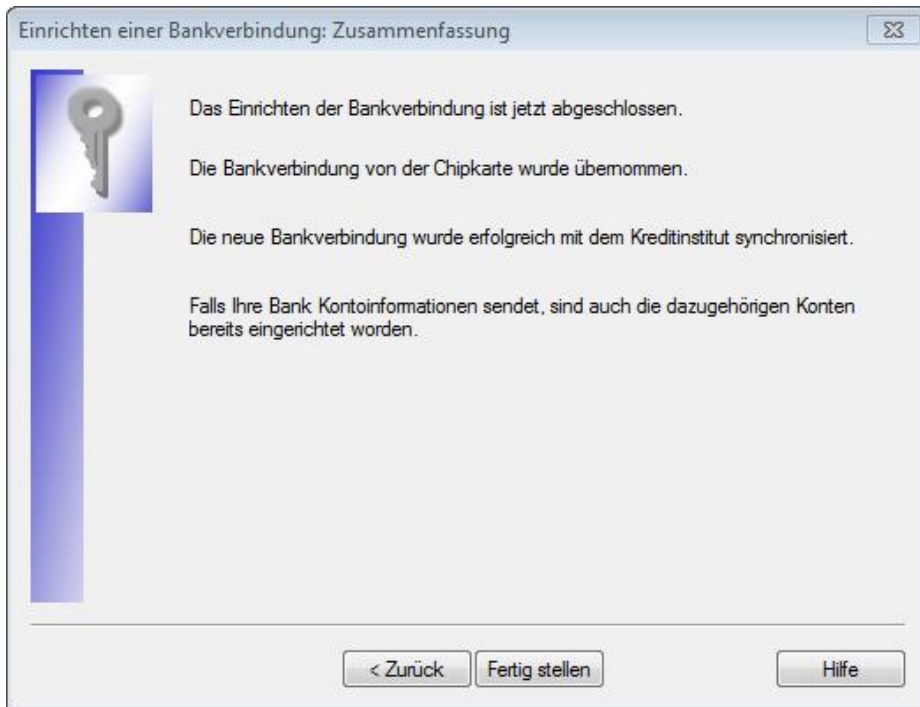 Einrichten einer Bankverbindung: Zusammenfassung
Das Einrichten der Bankverbindung ist jetzt abgeschlossen.
Die Bankverbindung von der Chipkarte wurde übernommen.
Die neue Bankverbindung wurde erfolgreich mit dem Kreditinstitut synchronisiert.
Falls Ihre Bank Kontoinformationen sendet, sind auch die dazugehörigen Konten
bereits eingerichtet worden.
< Zurück Fertig stellen Hilfe